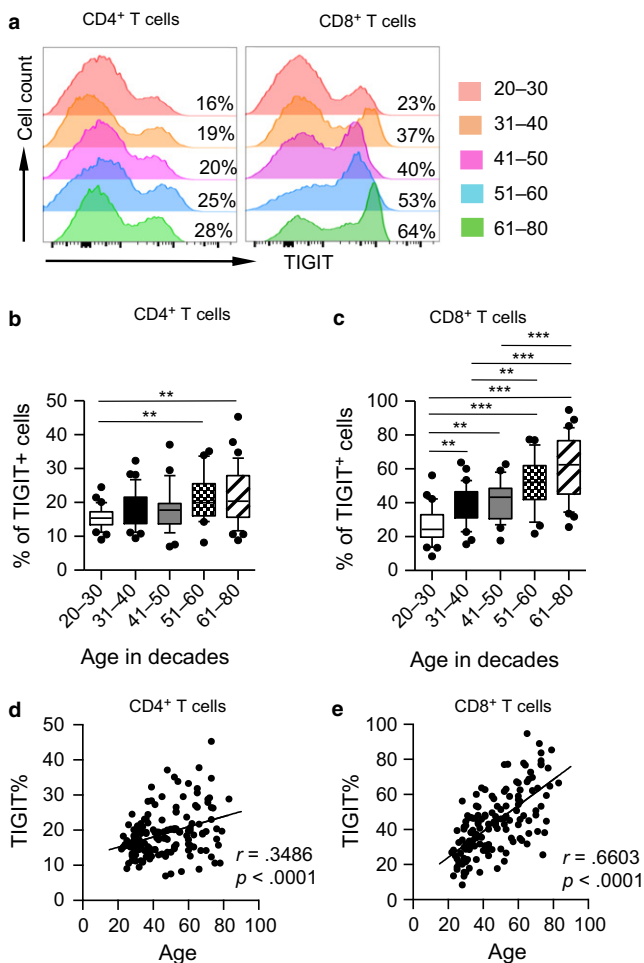 a
CD4+ T cells
CD8+ T cells
Cell count
16%
19%
20%
25%
28%
23%
37%
40%
53%
64%
TIGIT
20–30
31–40
41–50
51–60
61–80
b
CD4+ T cells
% of TIGIT+ cells
50
40
30
20
10
0
**
**
20–30
31–40
41–50
51–60
61–80
Age in decades
c
CD8+ T cells
% of TIGIT+ cells
100
80
60
40
20
0
***
***
**
***
***
**
**
20–30
31–40
41–50
51–60
61–80
Age in decades
d
CD4+ T cells
TIGIT%
50
40
30
20
10
0
r = .3486
p < .0001
0 20 40 60 80 100
Age
e
CD8+ T cells
TIGIT%
100
80
60
40
20
0
r = .6603
p < .0001
0 20 40 60 80 100
Age